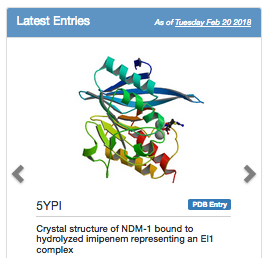 Latest Entries
As of Tuesday Feb 20 2018
5YPI
PDB Entry
Crystal structure of NDM-1 bound to
hydrolyzed imipenem representing an EI1
complex